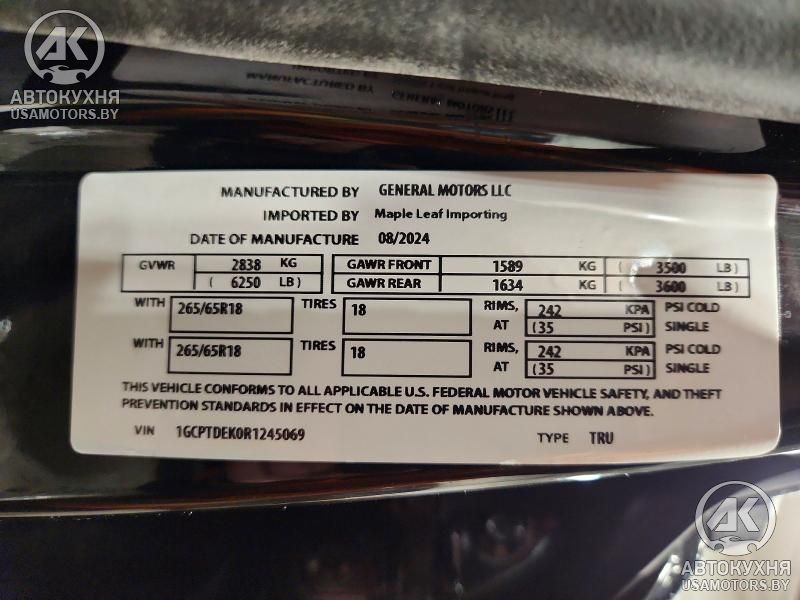 АВТОКУХНЯ
USAMOTORS.BY
MANUFACTURED BY GENERAL MOTORS LLC
IMPORTED BY Maple Leaf Importing
DATE OF MANUFACTURE 08/2024
GVWR 2838 KG GAWR FRONT 1589 KG ( 3500 LB )
( 6250 LB ) GAWR REAR 1634 KG ( 3600 LB )
WITH 265/65R18 TIRES 18 RIMS, 242 KPA PSI COLD
AT (35 PSI ) SINGLE
WITH 265/65R18 TIRES 18 RIMS, 242 KPA PSI COLD
AT (35 PSI ) SINGLE
THIS VEHICLE CONFORMS TO ALL APPLICABLE U.S. FEDERAL MOTOR VEHICLE SAFETY, AND THEFT
PREVENTION STANDARDS IN EFFECT ON THE DATE OF MANUFACTURE SHOWN ABOVE.
VIN 1GCPTDEK0R1245069 TYPE TRU
АВТОКУХНЯ
USAMOTORS.BY